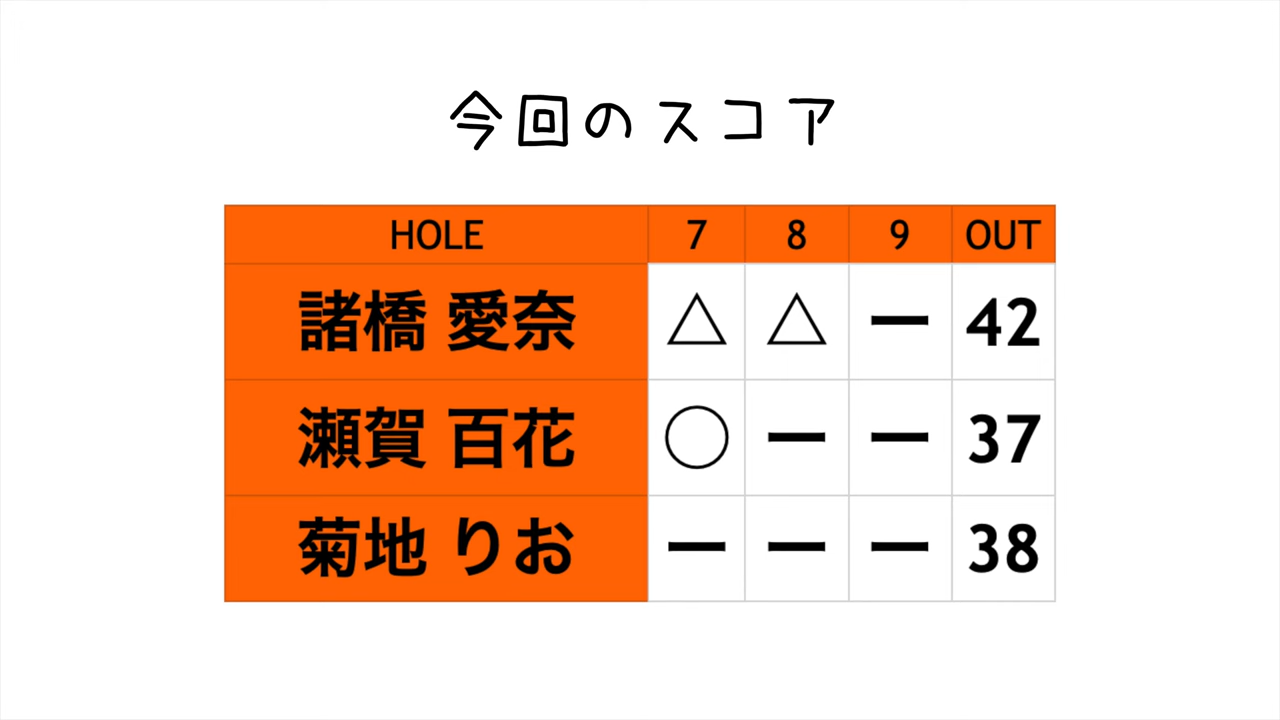 今回のスコア
HOLE 7 8 9 OUT
諸橋 愛奈 △ △ ー 42
瀬賀 百花 ○ ー ー 37
菊地 りお ー ー ー 38